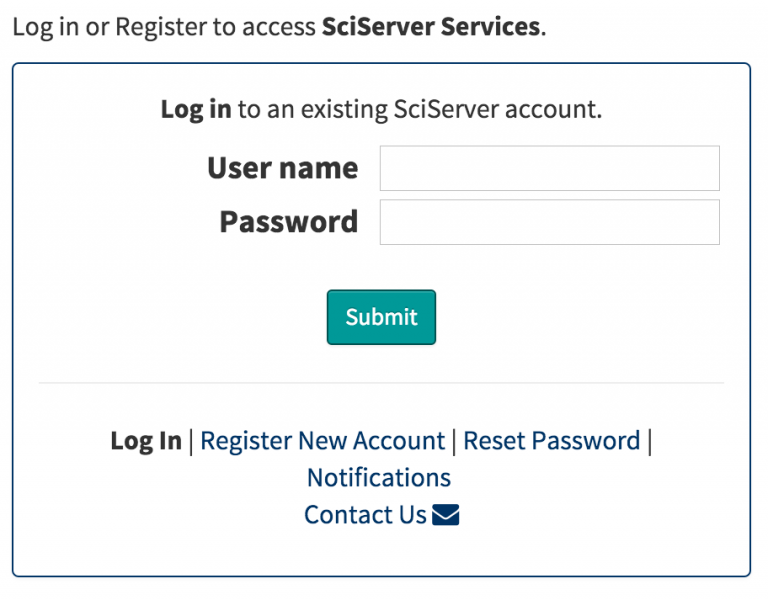 Log in or Register to access SciServer Services.
Log in to an existing SciServer account.
User name
Password
Submit
Log In | Register New Account | Reset Password |
Notifications
Contact Us